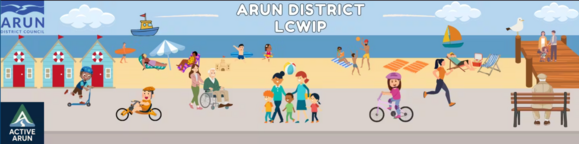 ARUN DISTRICT
LCWIP
ARUN
DISTRICT COUNCIL
ACTIVE
ARUN